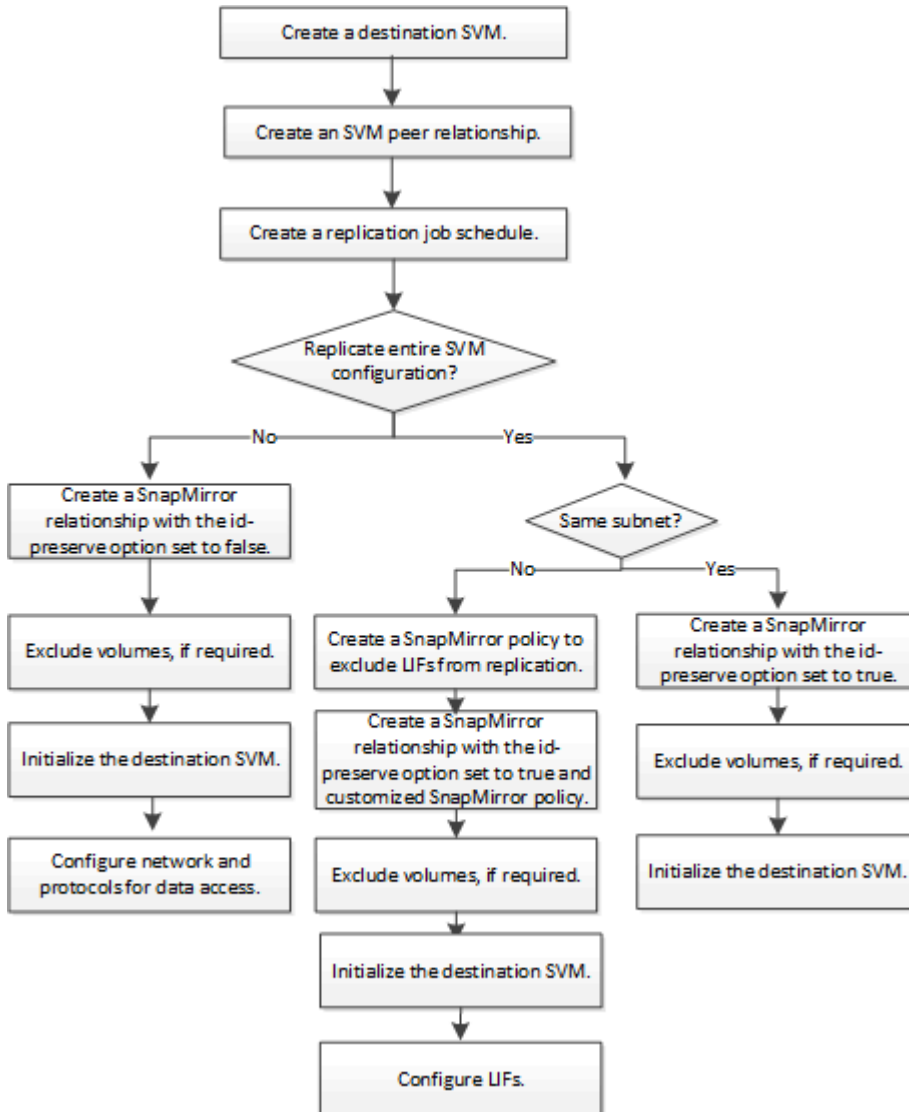 Create a destination SVM.
Create an SVM peer relationship.
Create a replication job schedule.
Replicate entire SVM
configuration?
No
Yes
Create a SnapMirror
relationship with the id-
preserve option set to false.
Exclude volumes, if required.
Initialize the destination SVM.
Configure network and
protocols for data access.
Same subnet?
No
Yes
Create a SnapMirror policy to
exclude LIFs from replication.
Create a SnapMirror
relationship with the id-
preserve option set to true and
customized SnapMirror policy.
Exclude volumes, if required.
Initialize the destination SVM.
Configure LIFs.
Create a SnapMirror
relationship with the id-
preserve option set to true.
Exclude volumes, if required.
Initialize the destination SVM.